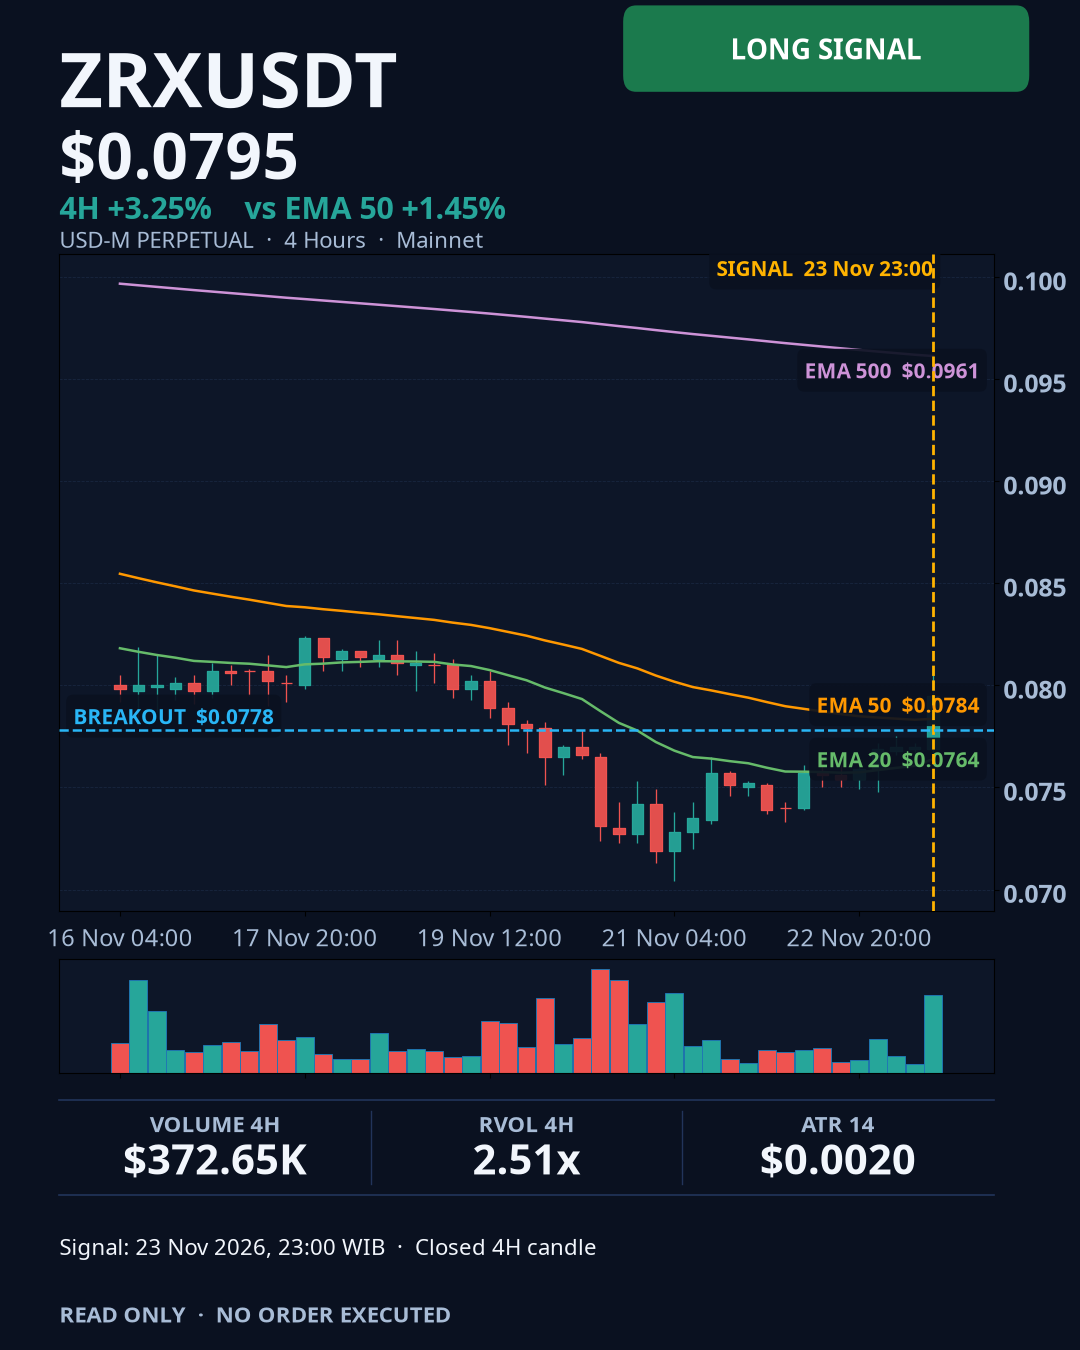 LONG SIGNAL
ZRXUSDT
$0.0795
4H +3.25% vs EMA 50 +1.45%
USD-M PERPETUAL · 4 Hours · Mainnet
SIGNAL 23 Nov 23:00
0.100
EMA 500 $0.0961
0.095
0.090
0.085
0.080
EMA 50 $0.0784
BREAKOUT $0.0778
EMA 20 $0.0764
0.075
0.070
16 Nov 04:00 17 Nov 20:00 19 Nov 12:00 21 Nov 04:00 22 Nov 20:00
VOLUME 4H RVOL 4H ATR 14
$372.65K 2.51x $0.0020
Signal: 23 Nov 2026, 23:00 WIB · Closed 4H candle
READ ONLY · NO ORDER EXECUTED